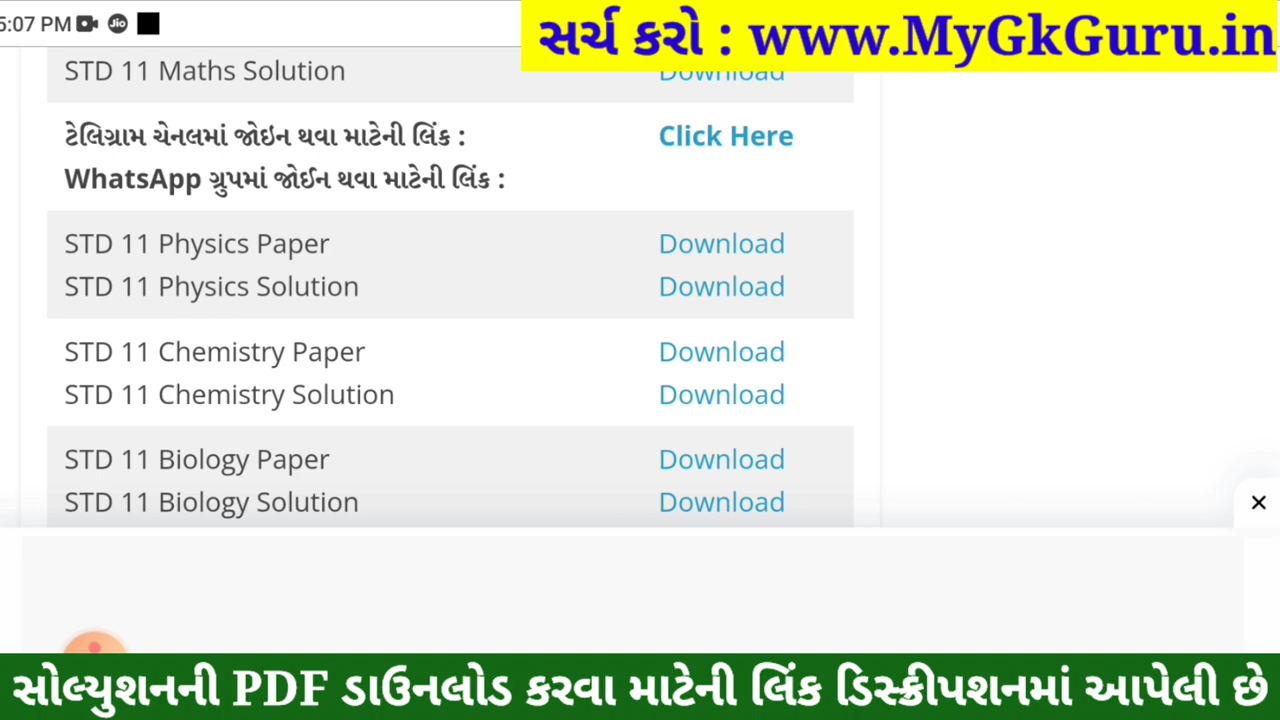 5:07 PM Jio
સર્ચ કરો : www.MyGkGuru.in
STD 11 Maths Solution Download
ટેલિગ્રામ ચેનલમાં જોઇન થવા માટેની લિંક : Click Here
WhatsApp ગ્રુપમાં જોઈન થવા માટેની લિંક :
STD 11 Physics Paper Download
STD 11 Physics Solution Download
STD 11 Chemistry Paper Download
STD 11 Chemistry Solution Download
STD 11 Biology Paper Download
STD 11 Biology Solution Download
સોલ્યુશનની PDF ડાઉનલોડ કરવા માટેની લિંક ડિસ્ક્રીપશનમાં આપેલી છે